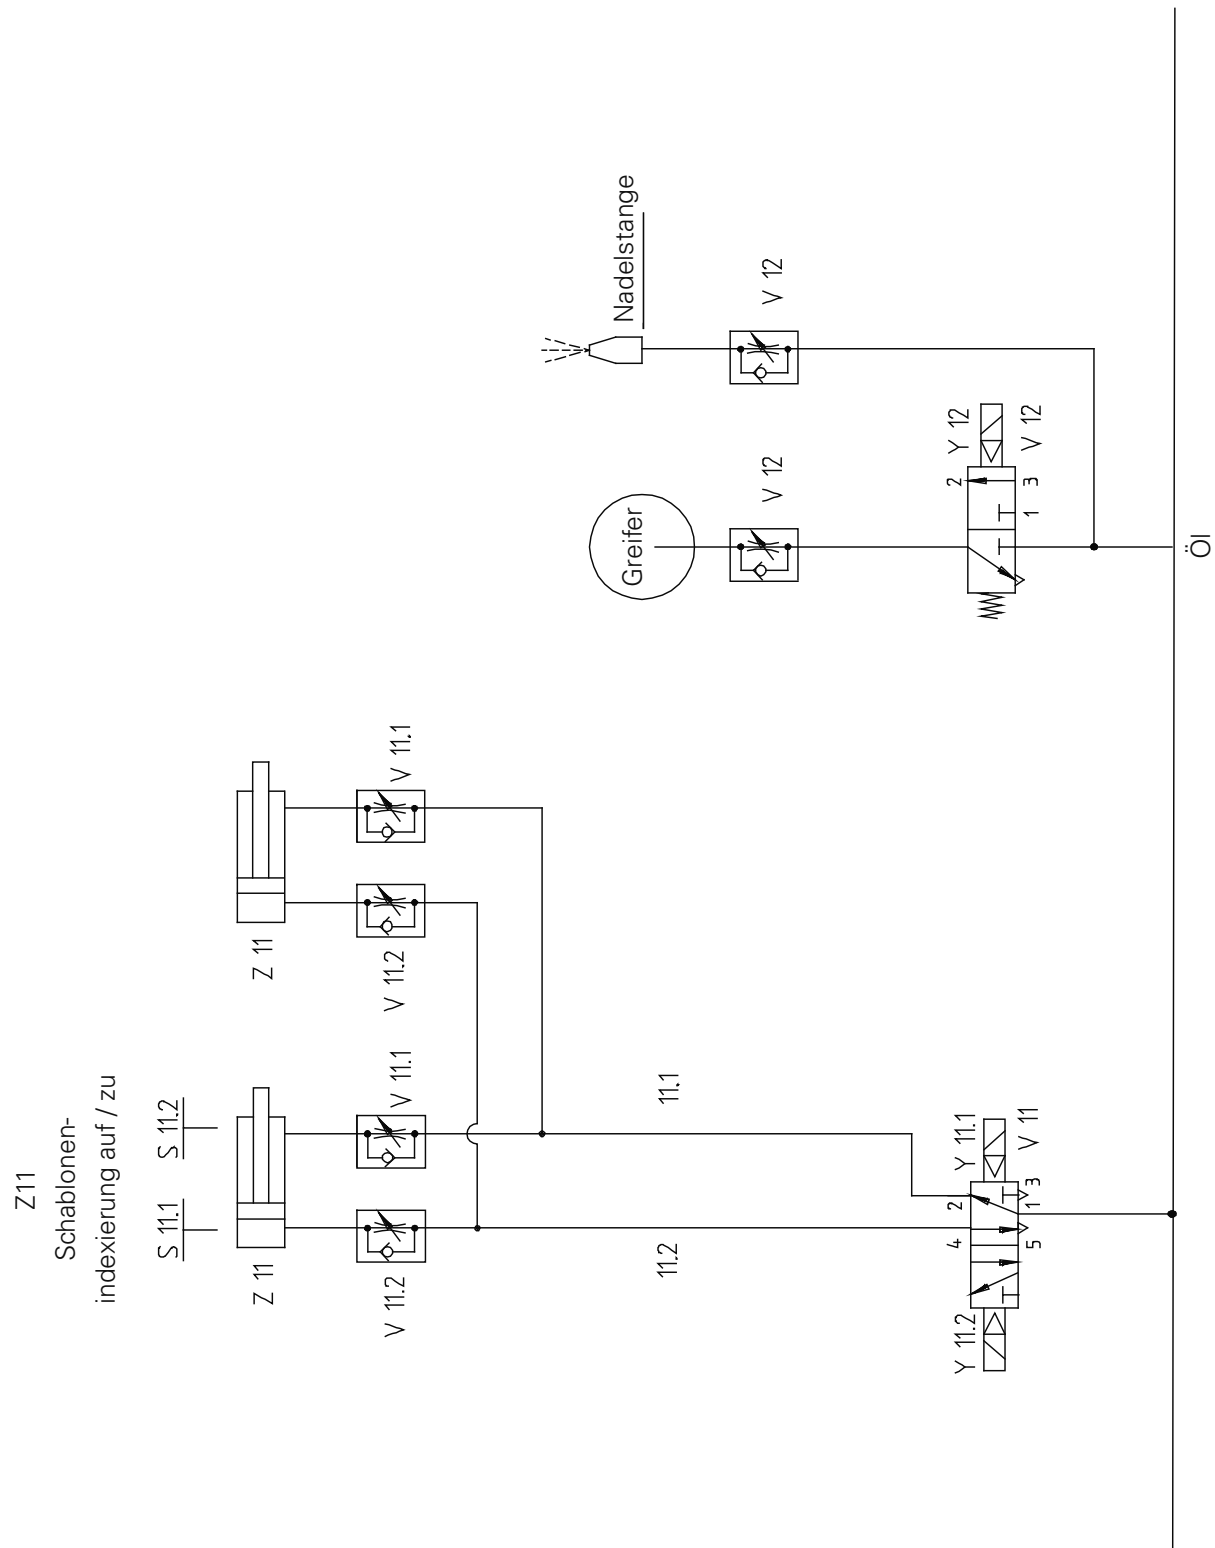 Z11
Schablonen-
indexierung auf / zu
S 11.1
S 11.2
Z 11
Z 11
V 11.2
V 11.1
V 11.2
V 11.1
11.2
11.1
Y 11.2
4
2
Y 11.1
5
1
3
V 11
Greifer
Nadelstange
V 12
V 12
2
Y 12
1
3
V 12
Öl